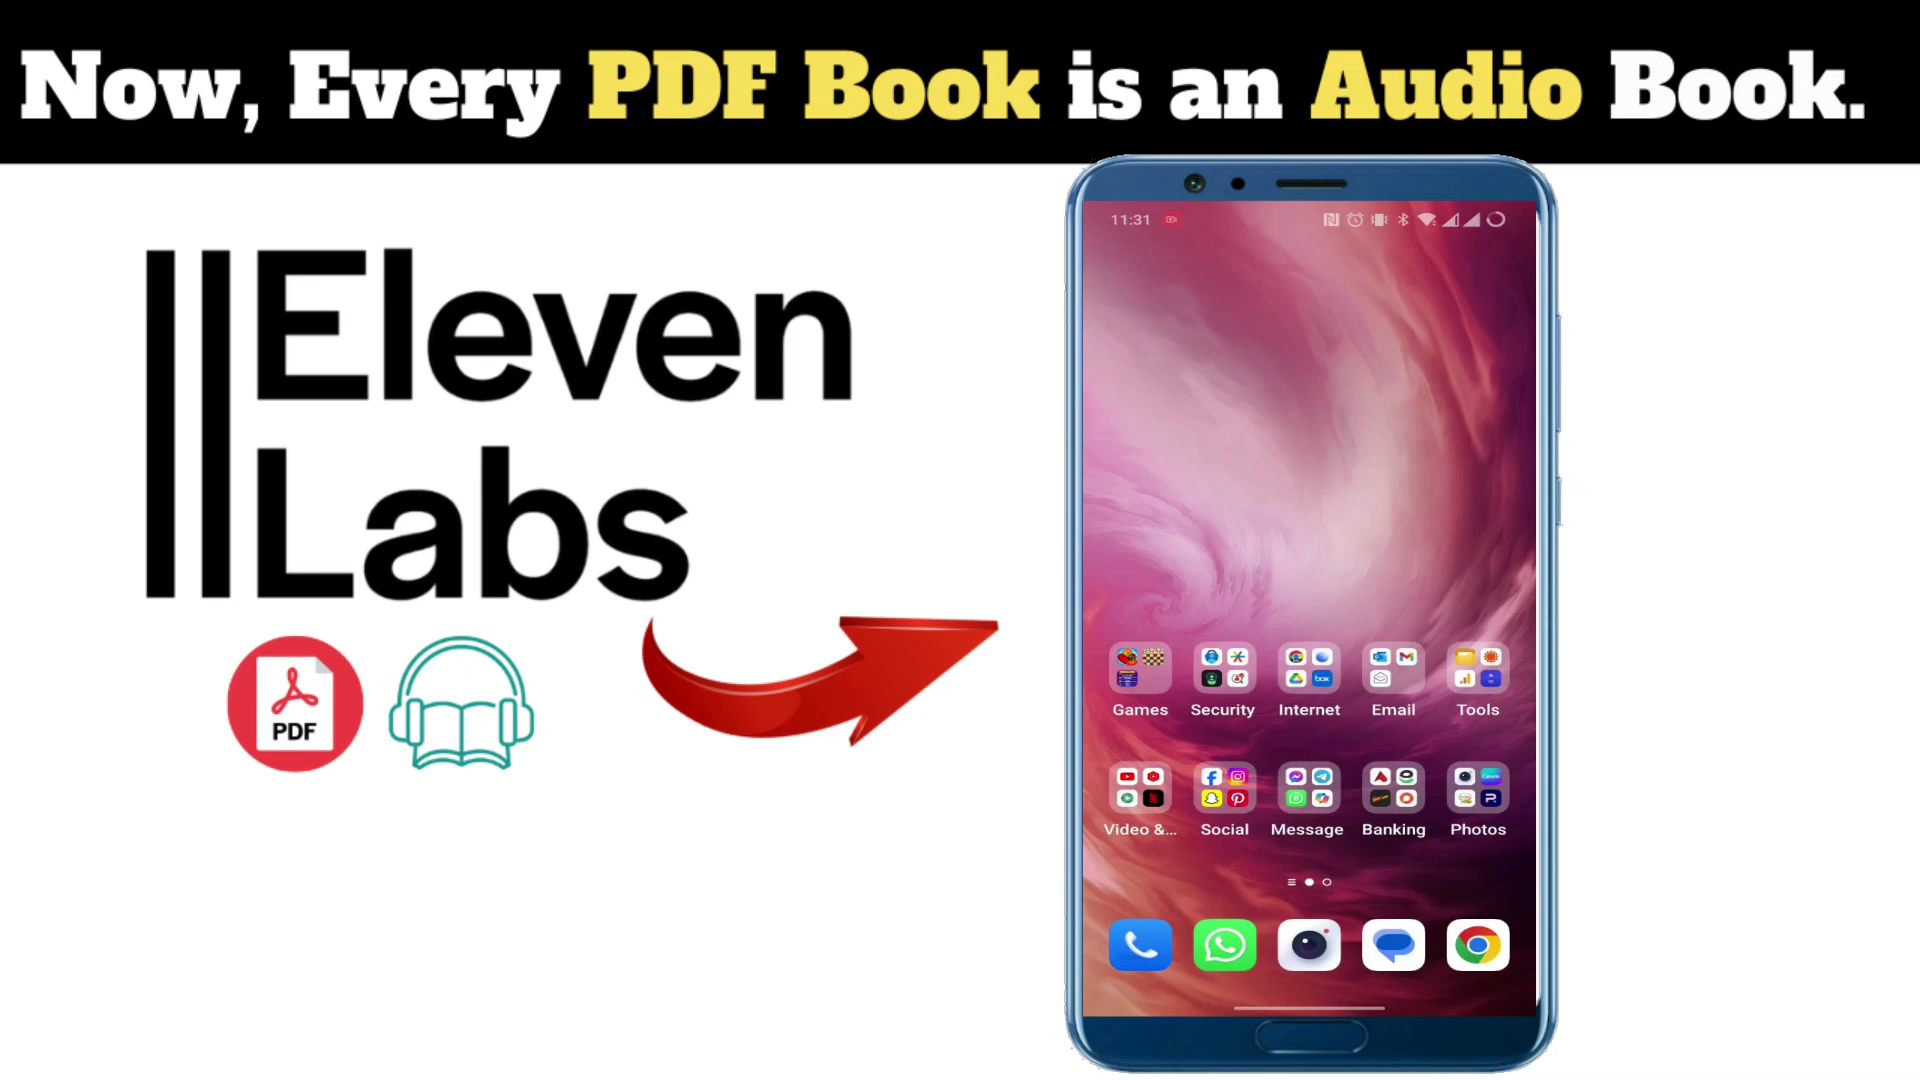 Now, Every PDF Book is an Audio Book.
Eleven
Labs
PDF
11:31
box
Games Security Internet Email Tools
Video &... Social Message Banking Photos